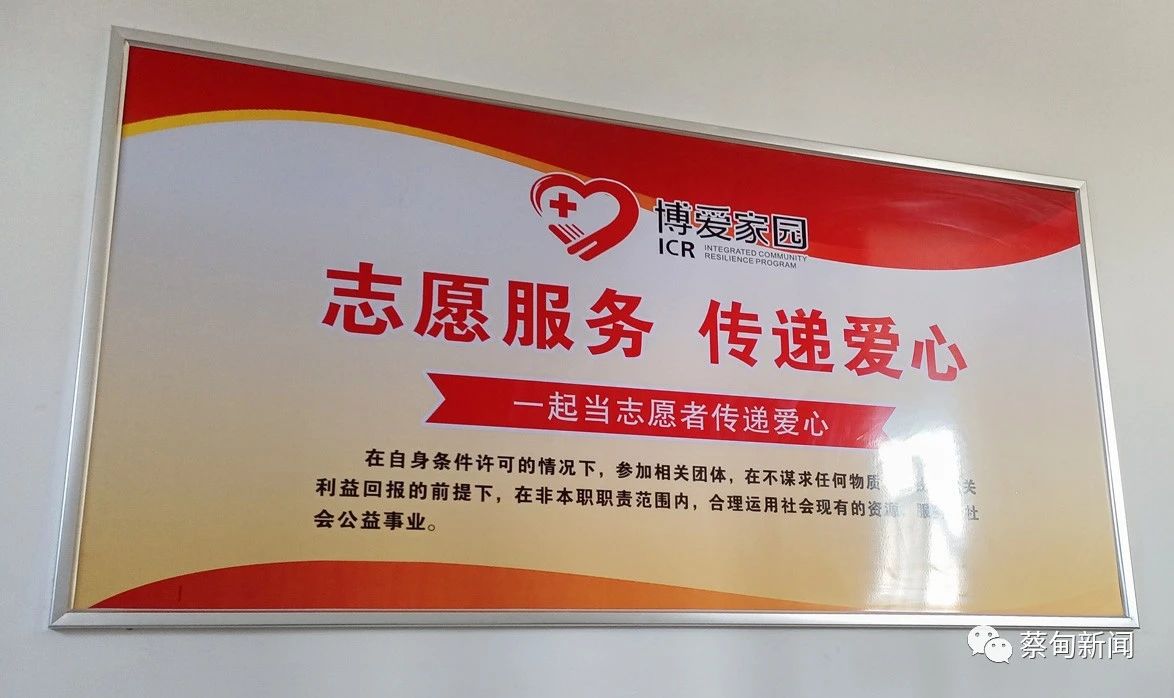 博爱家园
ICR INTEGRATED COMMUNITY
RESILIENCE PROGRAM
志愿服务 传递爱心
一起当志愿者传递爱心
在自身条件许可的情况下，参加相关团体，在不谋求任何物质 关
利益回报的前提下，在非本职职责范围内，合理运用社会现有的资源，服 社
会公益事业。
蔡甸新闻